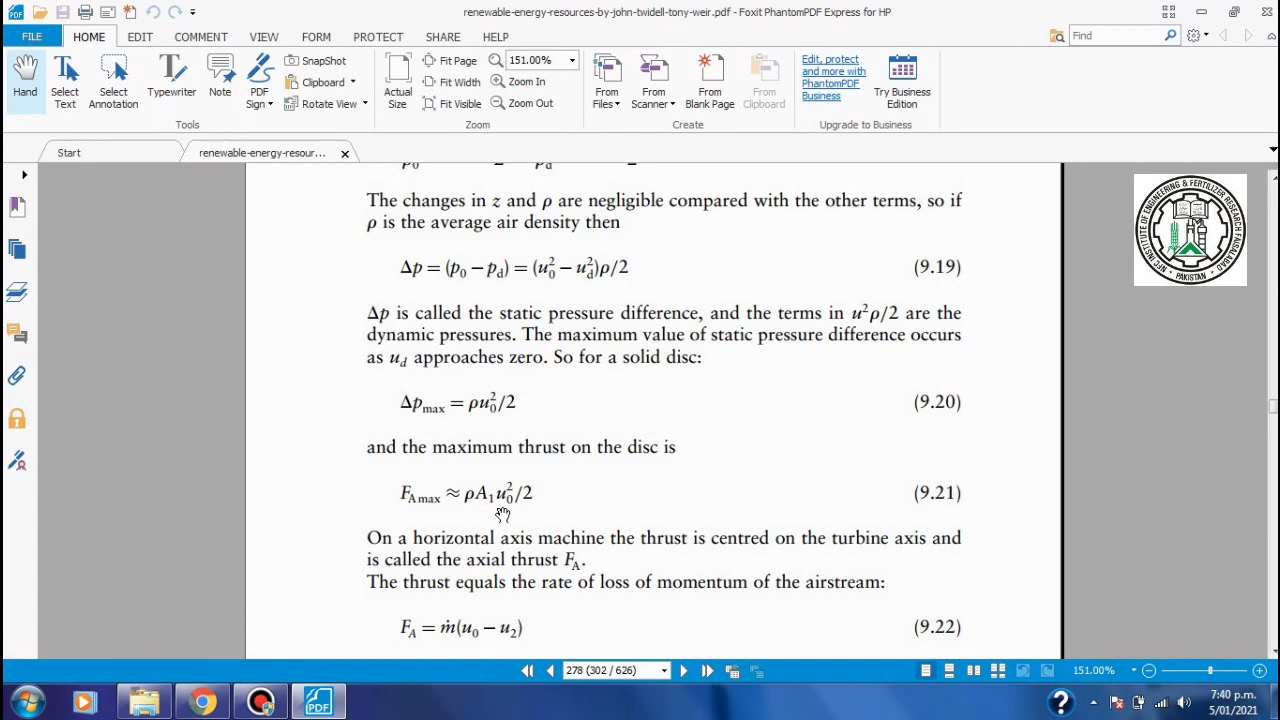 renewable-energy-resources-by-john-twidell-tony-weir.pdf - Foxit PhantomPDF Express for HP
FILE HOME EDIT COMMENT VIEW FORM PROTECT SHARE HELP
Find
Hand
Select Text
Select Annotation
Typewriter
Note
PDF Sign
SnapShot
Clipboard
Rotate View
Tools
Actual Size
Fit Page
Fit Width
Fit Visible
151.00%
Zoom In
Zoom Out
Zoom
From Files
From Scanner
From Blank Page
From Clipboard
Create
Edit, protect
and more with
PhantomPDF
Business
Try Business Edition
Upgrade to Business
Start
renewable-energy-resour...
The changes in z and ρ are negligible compared with the other terms, so if
ρ is the average air density then
Δp = (p₀ − p_d) = (u₀² − u_d²)ρ/2 (9.19)
Δp is called the static pressure difference, and the terms in u²ρ/2 are the
dynamic pressures. The maximum value of static pressure difference occurs
as u_d approaches zero. So for a solid disc:
Δp_max = ρu₀²/2 (9.20)
and the maximum thrust on the disc is
F_A max ≈ ρA₁u₀²/2 (9.21)
On a horizontal axis machine the thrust is centred on the turbine axis and
is called the axial thrust F_A.
The thrust equals the rate of loss of momentum of the airstream:
F_A = ṁ(u₀ − u₂) (9.22)
NFC INSTITUTE OF ENGINEERING & FERTILIZER RESEARCH FAISALABAD
PAKISTAN
278 (302 / 626)
151.00%
7:40 p.m.
5/01/2021